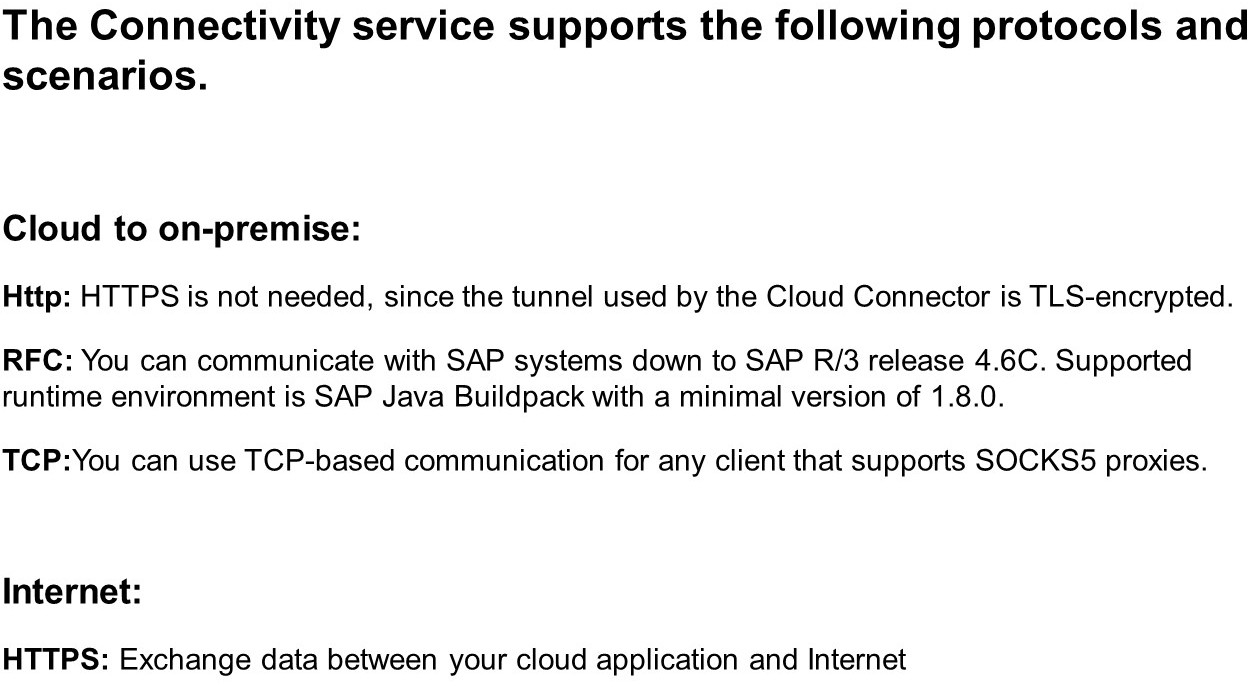 The Connectivity service supports the following protocols and
scenarios.
Cloud to on-premise:
Http: HTTPS is not needed, since the tunnel used by the Cloud Connector is TLS-encrypted.
RFC: You can communicate with SAP systems down to SAP R/3 release 4.6C. Supported
runtime environment is SAP Java Buildpack with a minimal version of 1.8.0.
TCP:You can use TCP-based communication for any client that supports SOCKS5 proxies.
Internet:
HTTPS: Exchange data between your cloud application and Internet